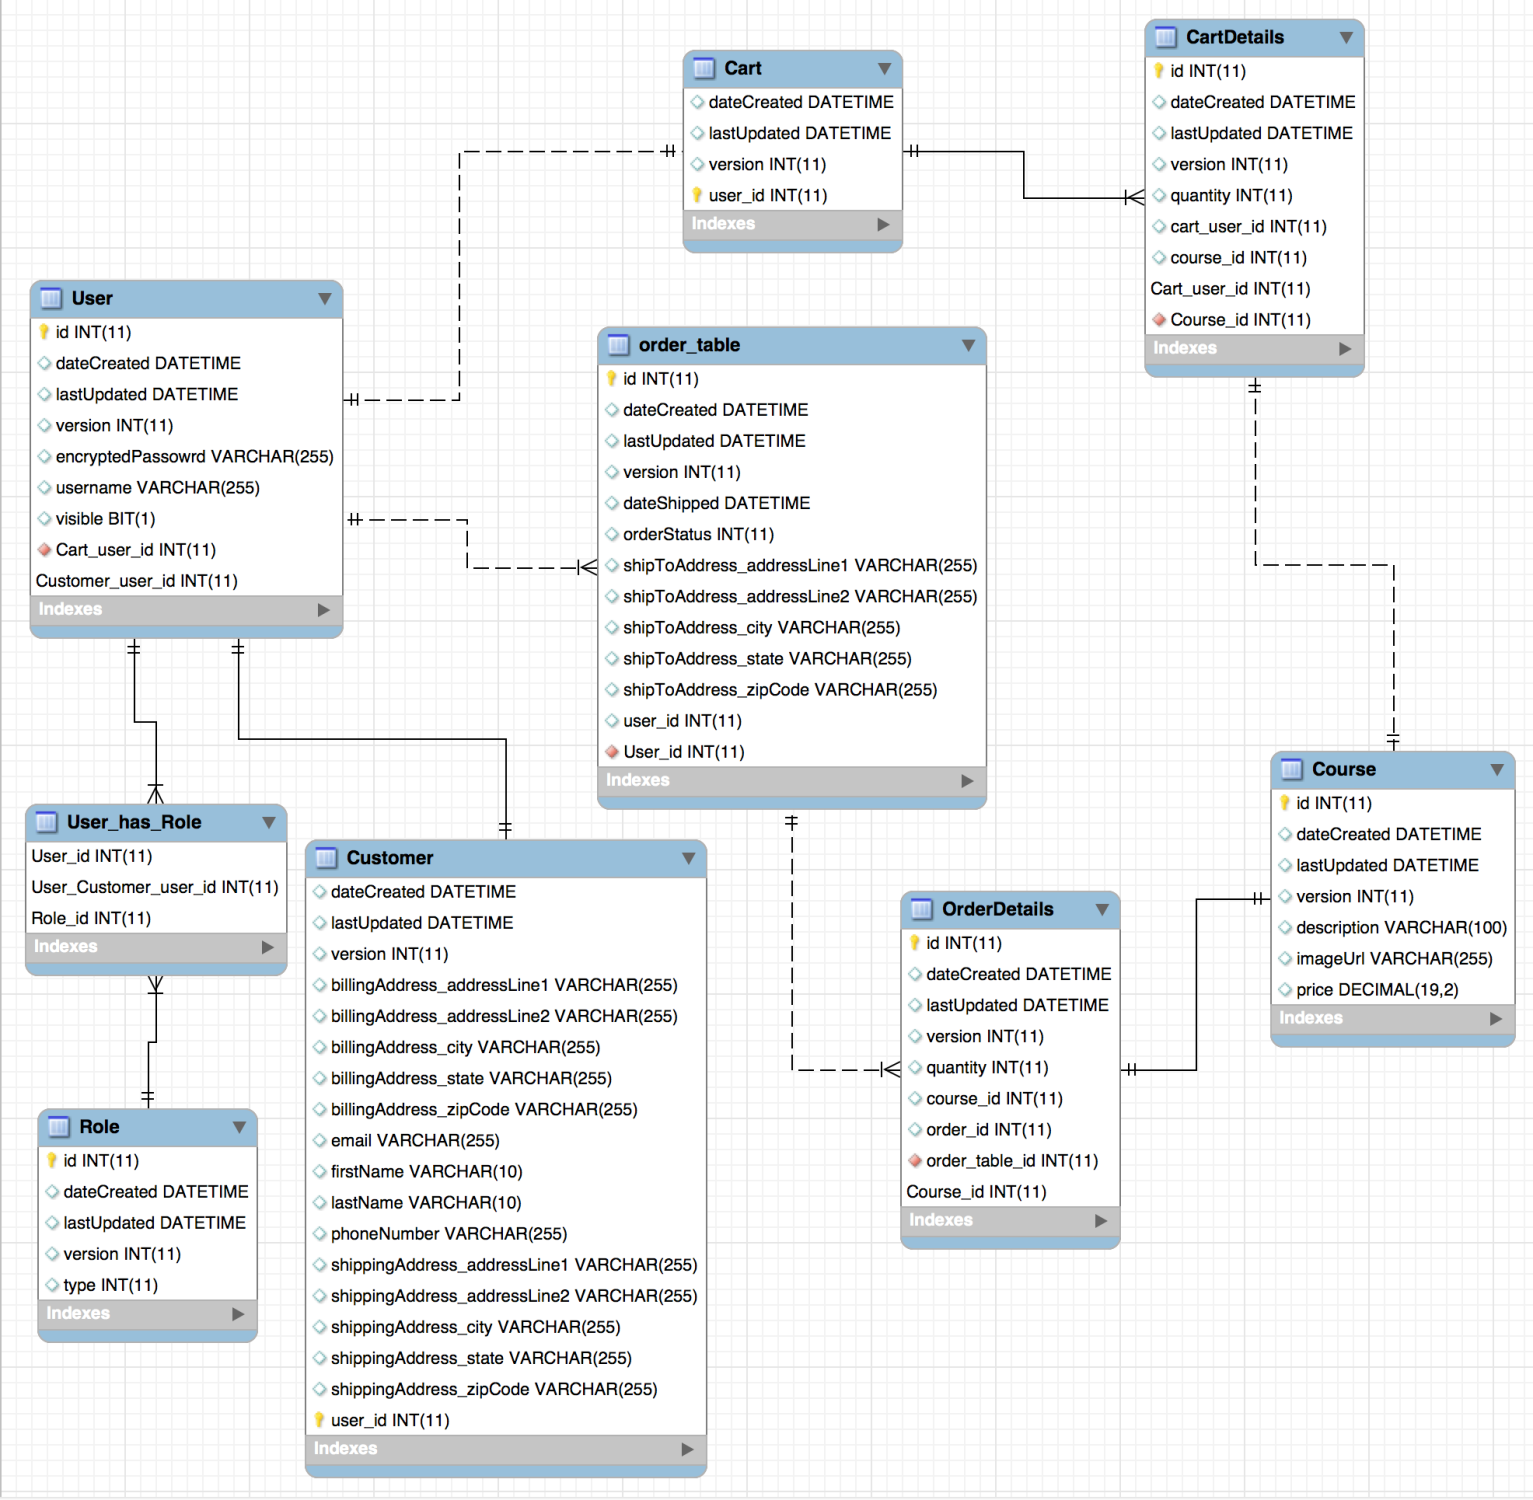 Cart
dateCreated DATETIME
lastUpdated DATETIME
version INT(11)
user_id INT(11)
Indexes
CartDetails
id INT(11)
dateCreated DATETIME
lastUpdated DATETIME
version INT(11)
quantity INT(11)
cart_user_id INT(11)
course_id INT(11)
Cart_user_id INT(11)
Course_id INT(11)
Indexes
User
id INT(11)
dateCreated DATETIME
lastUpdated DATETIME
version INT(11)
encryptedPassowrd VARCHAR(255)
username VARCHAR(255)
visible BIT(1)
Cart_user_id INT(11)
Customer_user_id INT(11)
Indexes
order_table
id INT(11)
dateCreated DATETIME
lastUpdated DATETIME
version INT(11)
dateShipped DATETIME
orderStatus INT(11)
shipToAddress_addressLine1 VARCHAR(255)
shipToAddress_addressLine2 VARCHAR(255)
shipToAddress_city VARCHAR(255)
shipToAddress_state VARCHAR(255)
shipToAddress_zipCode VARCHAR(255)
user_id INT(11)
User_id INT(11)
Indexes
User_has_Role
User_id INT(11)
User_Customer_user_id INT(11)
Role_id INT(11)
Indexes
Customer
dateCreated DATETIME
lastUpdated DATETIME
version INT(11)
billingAddress_addressLine1 VARCHAR(255)
billingAddress_addressLine2 VARCHAR(255)
billingAddress_city VARCHAR(255)
billingAddress_state VARCHAR(255)
billingAddress_zipCode VARCHAR(255)
email VARCHAR(255)
firstName VARCHAR(10)
lastName VARCHAR(10)
phoneNumber VARCHAR(255)
shippingAddress_addressLine1 VARCHAR(255)
shippingAddress_addressLine2 VARCHAR(255)
shippingAddress_city VARCHAR(255)
shippingAddress_state VARCHAR(255)
shippingAddress_zipCode VARCHAR(255)
user_id INT(11)
Indexes
Course
id INT(11)
dateCreated DATETIME
lastUpdated DATETIME
version INT(11)
description VARCHAR(100)
imageUrl VARCHAR(255)
price DECIMAL(19,2)
Indexes
OrderDetails
id INT(11)
dateCreated DATETIME
lastUpdated DATETIME
version INT(11)
quantity INT(11)
course_id INT(11)
order_id INT(11)
order_table_id INT(11)
Course_id INT(11)
Indexes
Role
id INT(11)
dateCreated DATETIME
lastUpdated DATETIME
version INT(11)
type INT(11)
Indexes